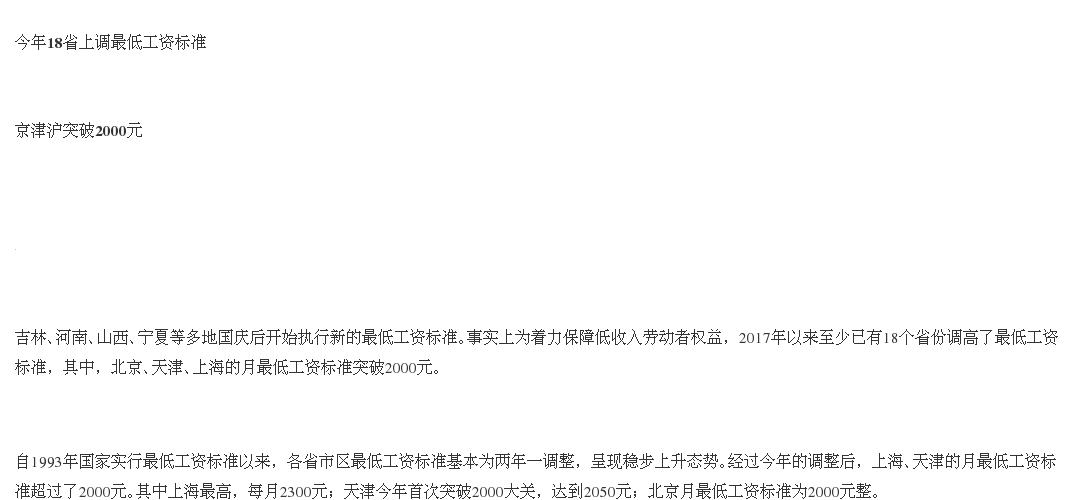 今年18省上调最低工资标准
京津沪突破2000元
吉林、河南、山西、宁夏等多地国庆后开始执行新的最低工资标准。事实上为着力保障低收入劳动者权益，2017年以来至少已有18个省份调高了最低工资
标准，其中，北京、天津、上海的月最低工资标准突破2000元。
自1993年国家实行最低工资标准以来，各省市区最低工资标准基本为两年一调整，呈现稳步上升态势。经过今年的调整后，上海、天津的月最低工资标
准超过了2000元。其中上海最高，每月2300元；天津今年首次突破2000大关，达到2050元；北京月最低工资标准为2000元整。